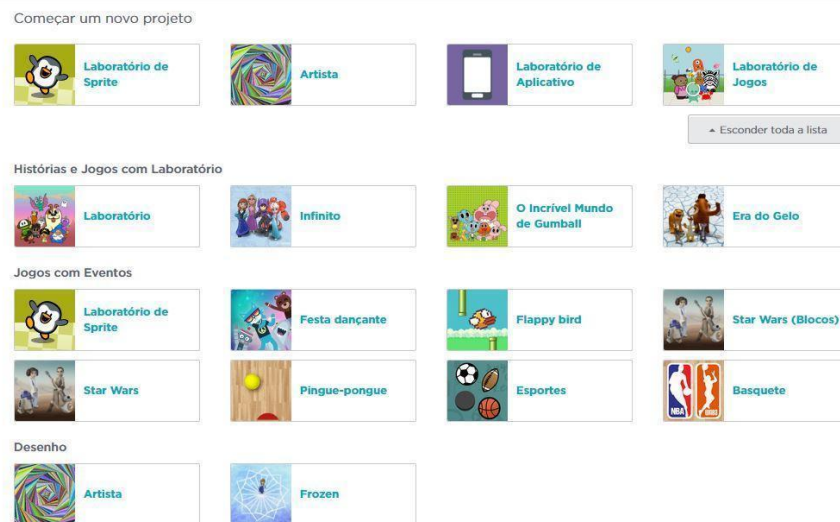 Começar um novo projeto
Laboratório de
Sprite
Artista
Laboratório de
Aplicativo
Laboratório de
Jogos
Esconder toda a lista
Histórias e Jogos com Laboratório
Laboratório
Infinito
O Incrível Mundo
de Gumball
Era do Gelo
Jogos com Eventos
Laboratório de
Sprite
Festa dançante
Flappy bird
Star Wars (Blocos)
Star Wars
Pingue-pongue
Esportes
NBA
Basquete
Desenho
Artista
Frozen